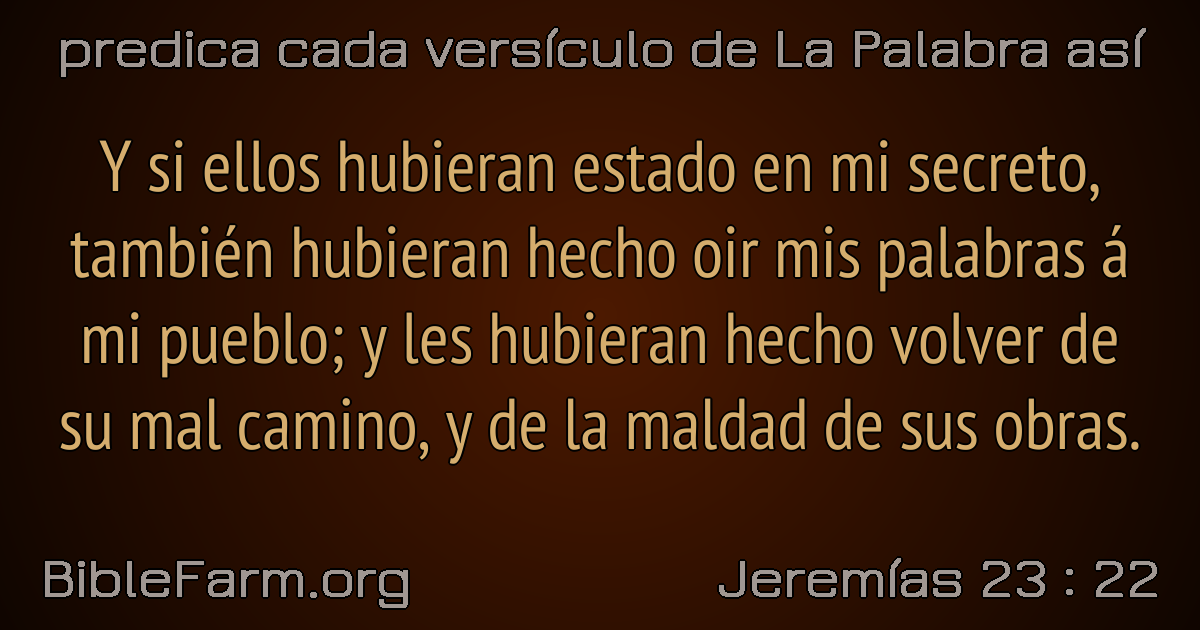 predica cada versículo de La Palabra así
Y si ellos hubieran estado en mi secreto,
también hubieran hecho oir mis palabras á
mi pueblo; y les hubieran hecho volver de
su mal camino, y de la maldad de sus obras.
BibleFarm.org
Jeremías 23 : 22